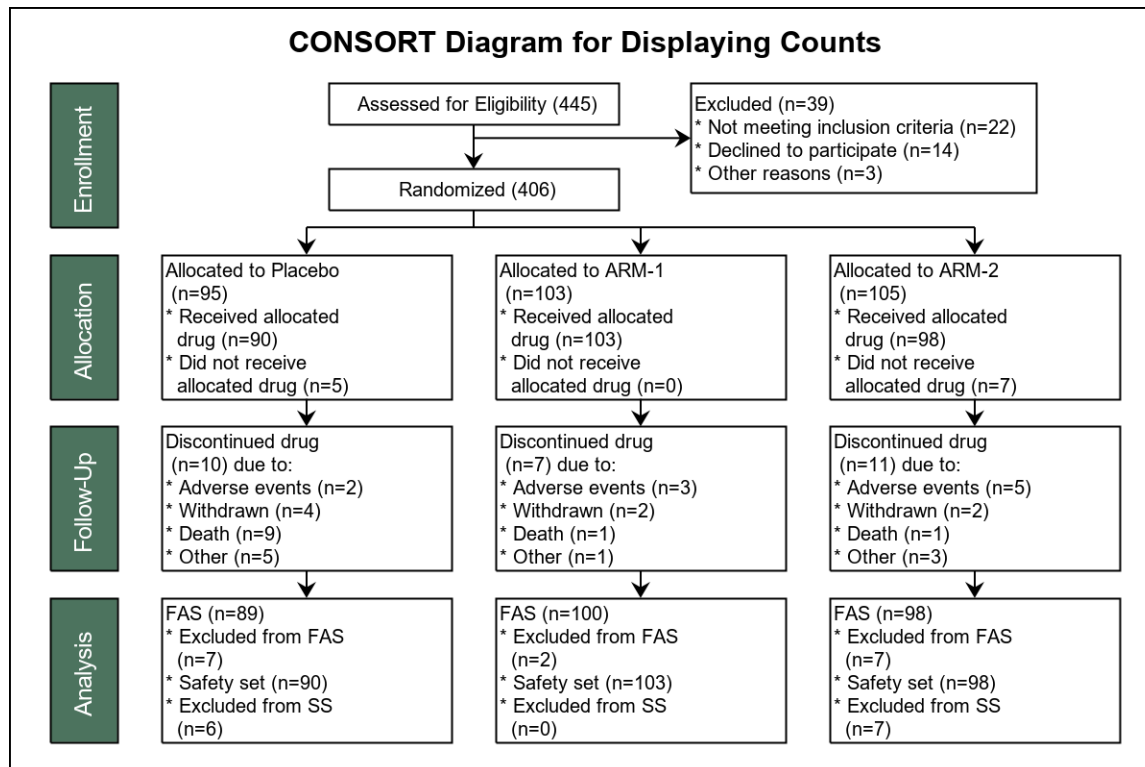 CONSORT Diagram for Displaying Counts
Enrollment
Assessed for Eligibility (445)
Excluded (n=39)
* Not meeting inclusion criteria (n=22)
* Declined to participate (n=14)
* Other reasons (n=3)
Randomized (406)
Allocation
Allocated to Placebo
(n=95)
* Received allocated
drug (n=90)
* Did not receive
allocated drug (n=5)
Allocated to ARM-1
(n=103)
* Received allocated
drug (n=103)
* Did not receive
allocated drug (n=0)
Allocated to ARM-2
(n=105)
* Received allocated
drug (n=98)
* Did not receive
allocated drug (n=7)
Follow-Up
Discontinued drug
(n=10) due to:
* Adverse events (n=2)
* Withdrawn (n=4)
* Death (n=9)
* Other (n=5)
Discontinued drug
(n=7) due to:
* Adverse events (n=3)
* Withdrawn (n=2)
* Death (n=1)
* Other (n=1)
Discontinued drug
(n=11) due to:
* Adverse events (n=5)
* Withdrawn (n=2)
* Death (n=1)
* Other (n=3)
Analysis
FAS (n=89)
* Excluded from FAS
(n=7)
* Safety set (n=90)
* Excluded from SS
(n=6)
FAS (n=100)
* Excluded from FAS
(n=2)
* Safety set (n=103)
* Excluded from SS
(n=0)
FAS (n=98)
* Excluded from FAS
(n=7)
* Safety set (n=98)
* Excluded from SS
(n=7)